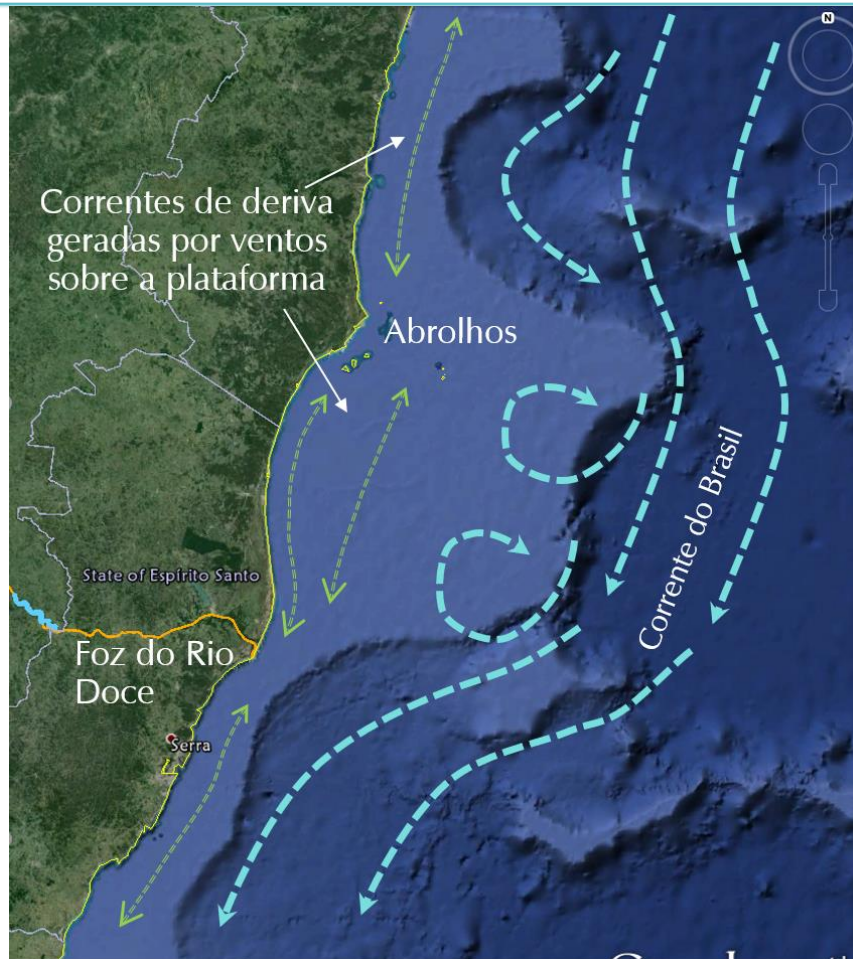 N
Correntes de deriva
geradas por ventos
sobre a plataforma
Abrolhos
Corrente do Brasil
State of Espírito Santo
Foz do Rio
Doce
Serra